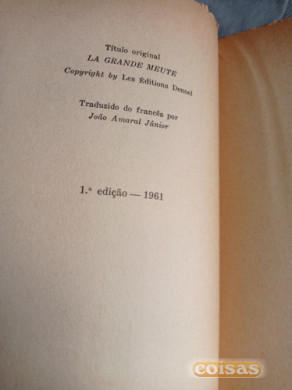 Título original
LA GRANDE MEUTE
Copyright by Les Éditions Denoel
Traduzido do francês por
João Amaral Júnior
1.ª edição — 1961
coisas